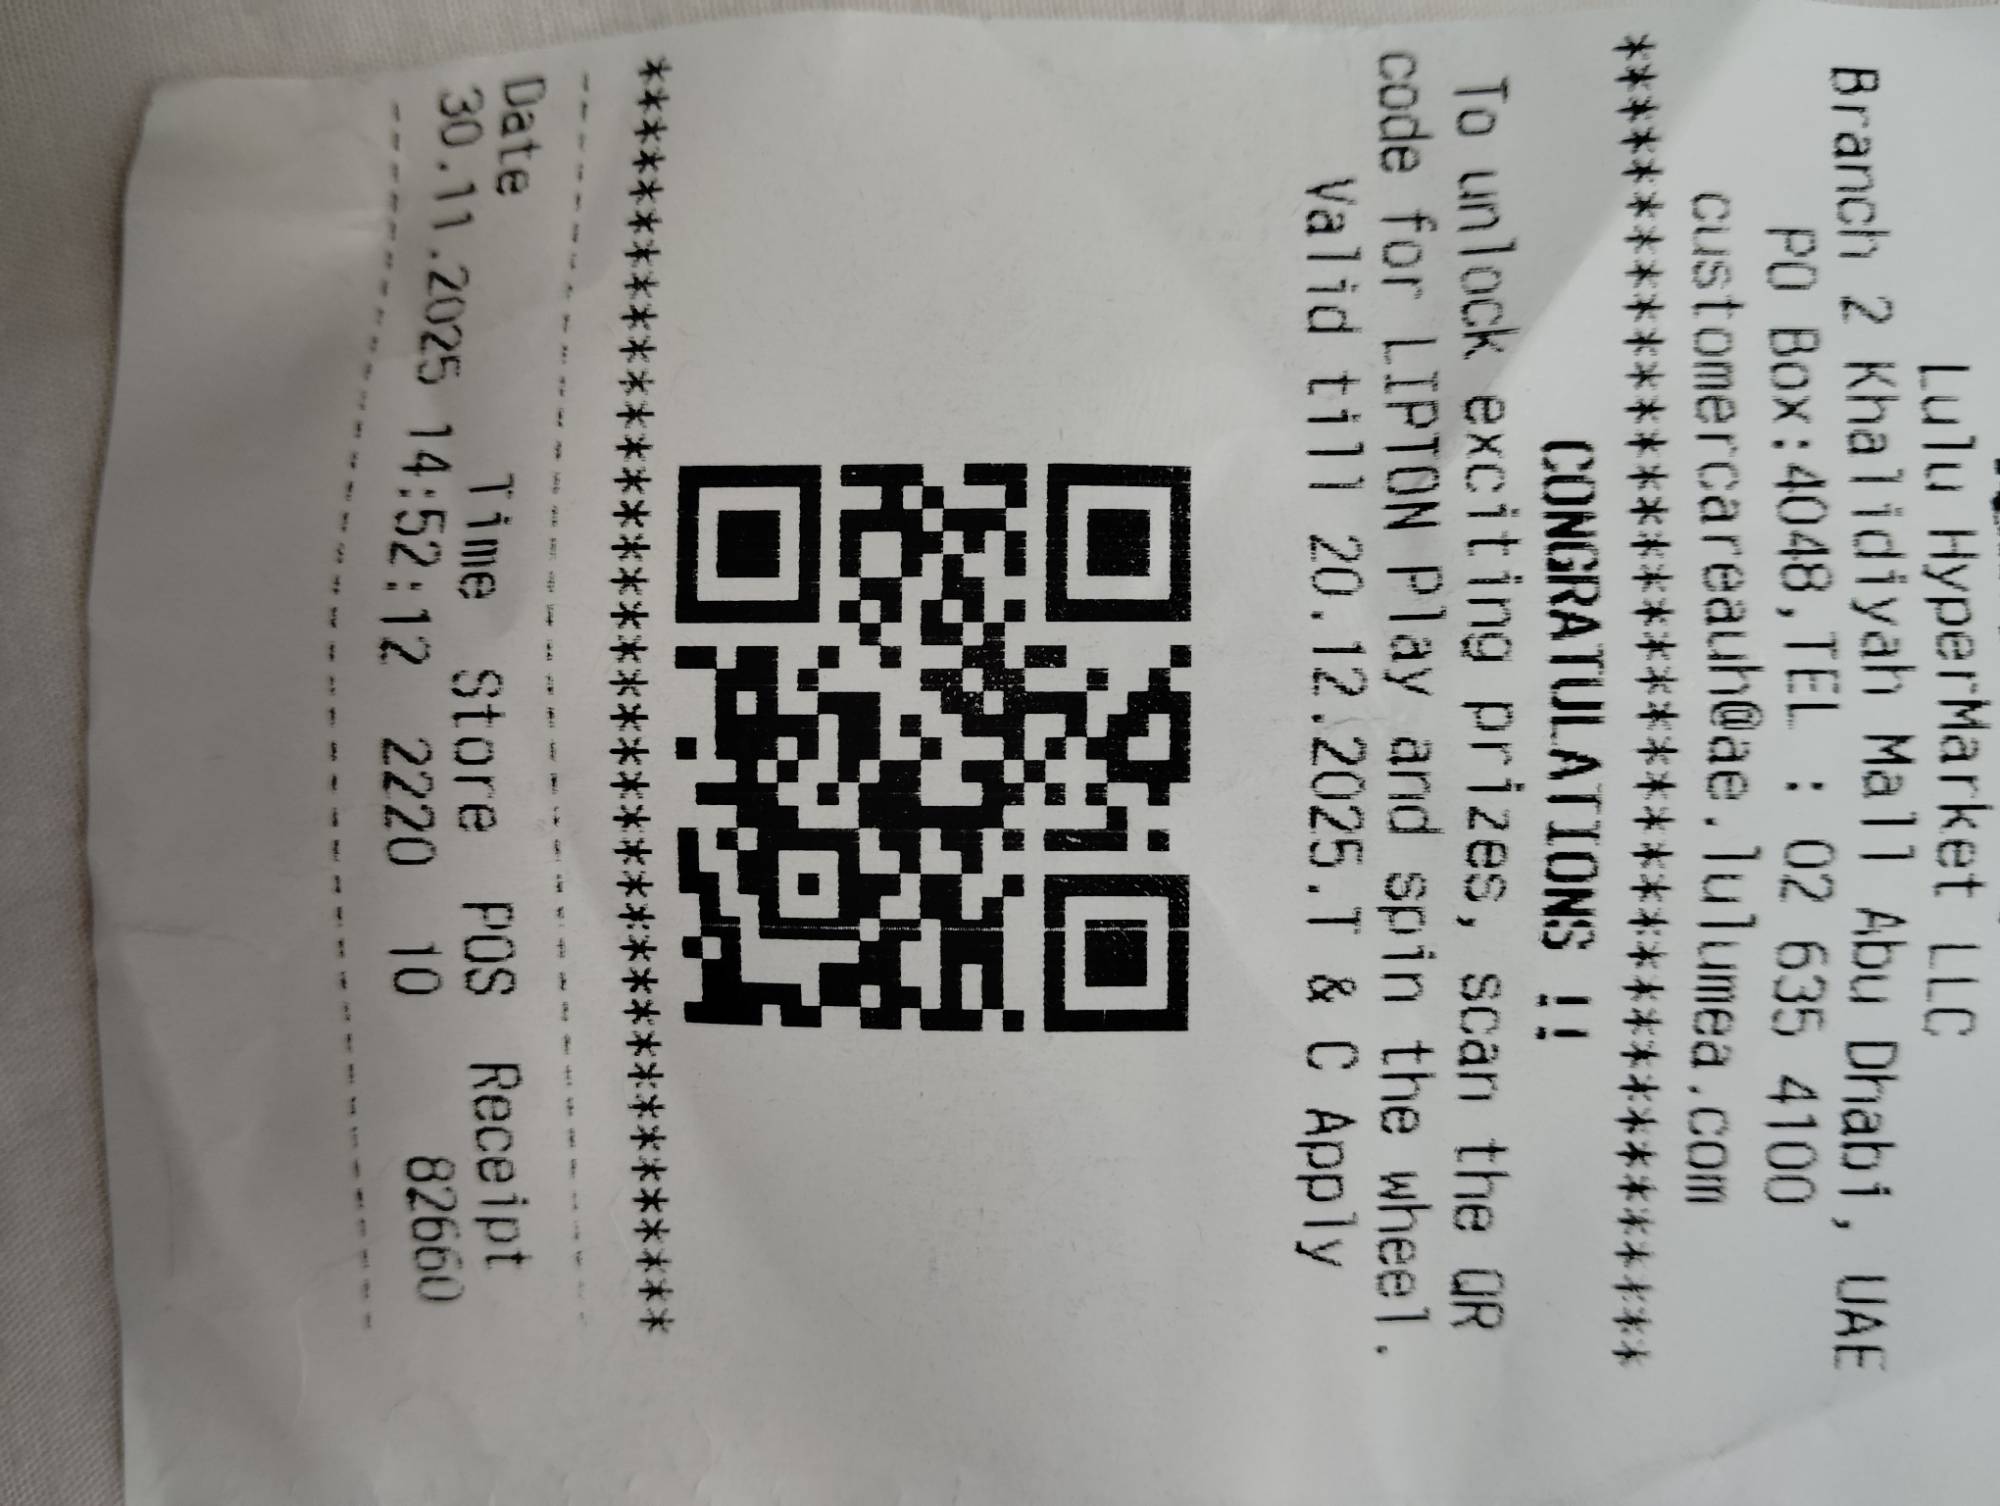 Lulu HyperMarket LLC
Branch 2 Khalidiyah Mall Abu Dhabi, UAE
PO Box:4048,TEL : 02 635 4100
customercareauh@ae.lulumea.com
****************************************
CONGRATULATIONS !!
To unlock exciting prizes, scan the QR
code for LIPTON Play and spin the wheel.
Valid till 20.12.2025.T & C Apply
****************************************
----------------------------------------
Date Time Store POS Receipt
30.11.2025 14:52:12 2220 10 82660
----------------------------------------